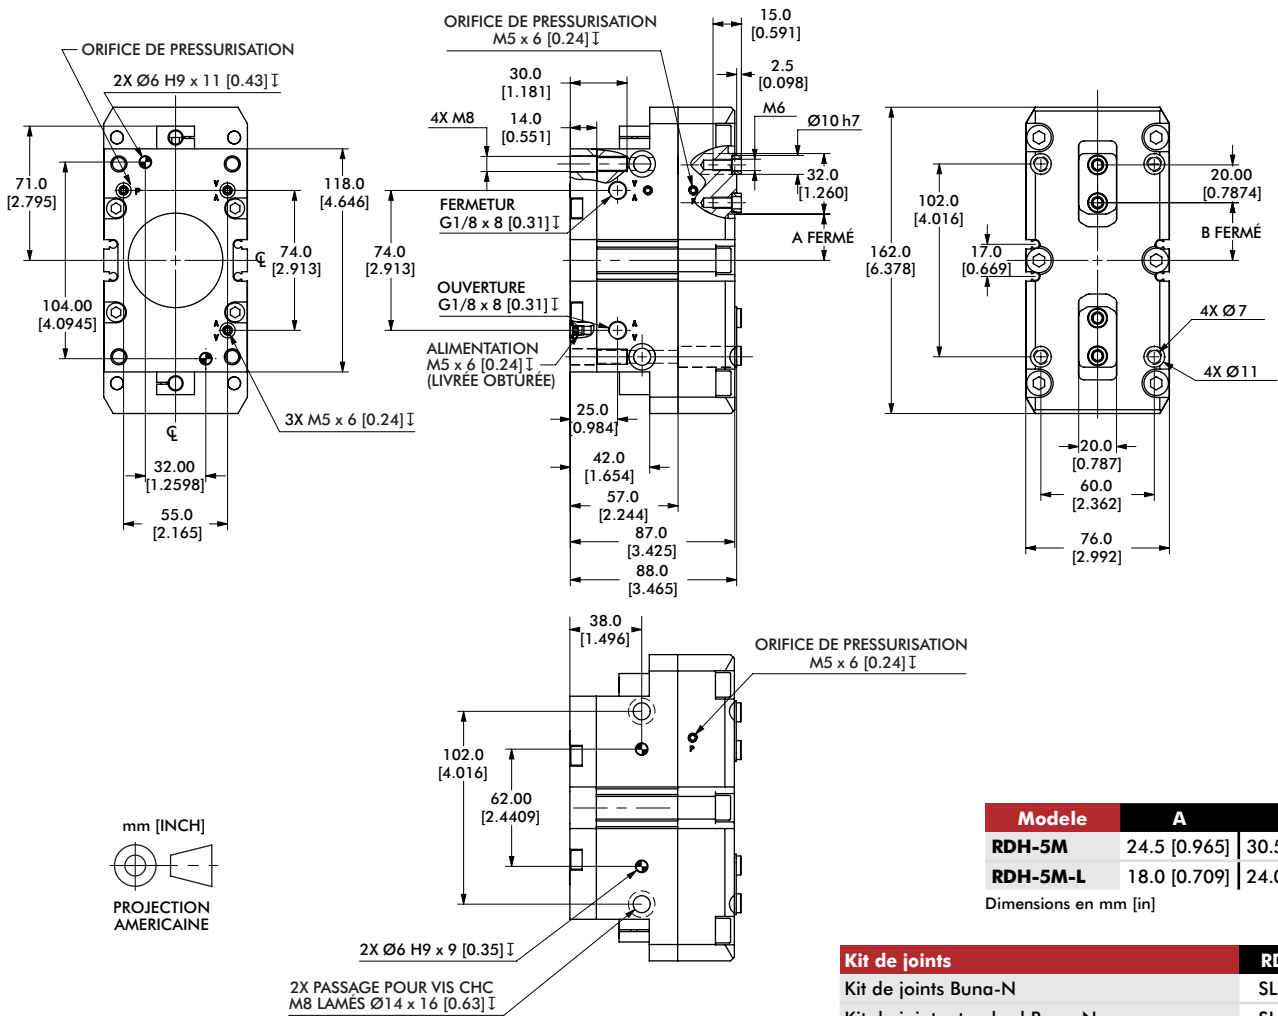 ORIFICE DE PRESSURISATION
2X Ø6 H9 x 11 [0.43]↧
71.0
[2.795]
104.00
[4.0945]
118.0
[4.646]
74.0
[2.913]
3X M5 x 6 [0.24]↧
32.00
[1.2598]
55.0
[2.165]
ORIFICE DE PRESSURISATION
M5 x 6 [0.24]↧
15.0
[0.591]
2.5
[0.098]
30.0
[1.181]
14.0
[0.551]
4X M8
M6
Ø10 h7
32.0
[1.260]
A FERMÉ
FERMETUR
G1/8 x 8 [0.31]↧
74.0
[2.913]
OUVERTURE
G1/8 x 8 [0.31]↧
ALIMENTATION
M5 x 6 [0.24]↧
(LIVRÉE OBTURÉE)
25.0
[0.984]
42.0
[1.654]
57.0
[2.244]
87.0
[3.425]
88.0
[3.465]
102.0
[4.016]
162.0
[6.378]
17.0
[0.669]
20.00
[0.7874]
B FERMÉ
4X Ø7
4X Ø11
20.0
[0.787]
60.0
[2.362]
76.0
[2.992]
38.0
[1.496]
ORIFICE DE PRESSURISATION
M5 x 6 [0.24]↧
102.0
[4.016]
62.00
[2.4409]
2X Ø6 H9 x 9 [0.35]↧
2X PASSAGE POUR VIS CHC
M8 LAMÉS Ø14 x 16 [0.63]↧
mm [INCH]
PROJECTION
AMERICAINE
Modele A
RDH-5M 24.5 [0.965] 30.5
RDH-5M-L 18.0 [0.709] 24.0
Dimensions en mm [in]
Kit de joints RD
Kit de joints Buna-N SL